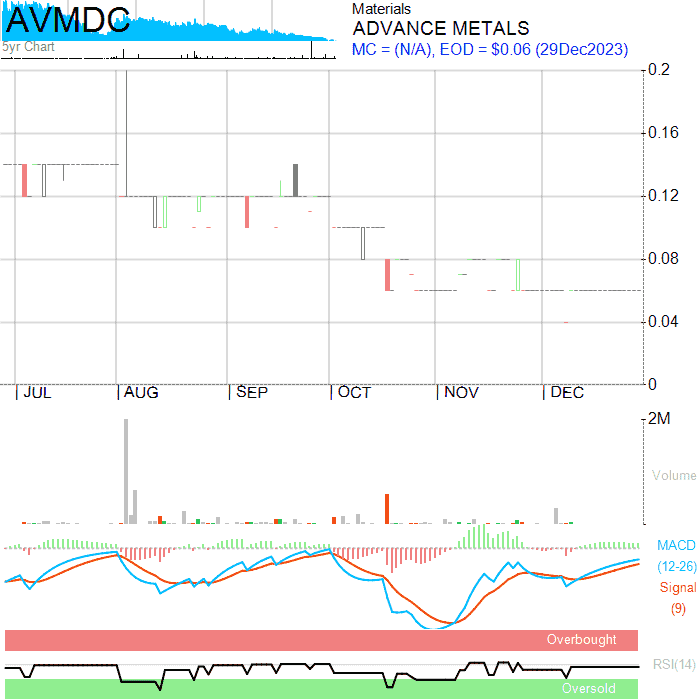 AVMDC
5yr Chart
Materials
ADVANCE METALS
MC = (N/A), EOD = $0.06 (29Dec2023)
0.2
0.16
0.12
0.08
0.04
0
JUL AUG SEP OCT NOV DEC
2M
Volume
MACD
(12-26)
Signal
(9)
Overbought
RSI(14)
Oversold